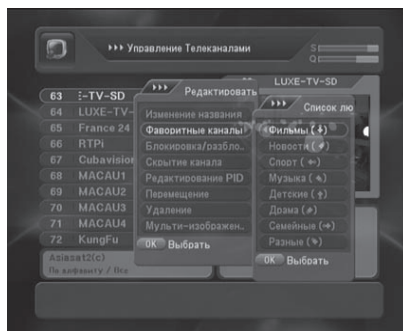 ▸▸▸ Управление Телеканалами
S
Q
LUXE-TV-SD
63 :-TV-SD
64 LUXE-TV-
65 France 24
66 RTPi
67 Cubavision
68 MACAU1
69 MACAU2
70 MACAU3
71 MACAU4
72 KungFu
Asiasat2(c)
По алфавиту / Все
▸▸▸ Редактировать
Изменение названия
Фаворитные каналы
Блокировка/разбло..
Скрытие канала
Редактирование PID
Перемещение
Удаление
Мульти-изображен..
OK Выбрать
▸▸▸ Список лю
Фильмы (↓)
Новости (↙)
Спорт (←)
Музыка (↖)
Детские (↑)
Драма (↗)
Семейные (→)
Разные (↘)
OK Выбрать